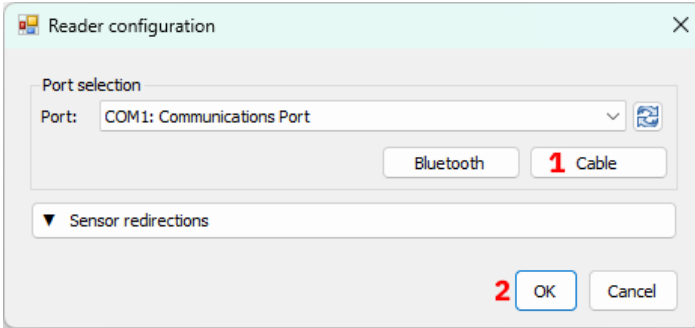 Reader configuration
Port selection
Port: COM1: Communications Port
Bluetooth 1 Cable
▼ Sensor redirections
2 OK Cancel